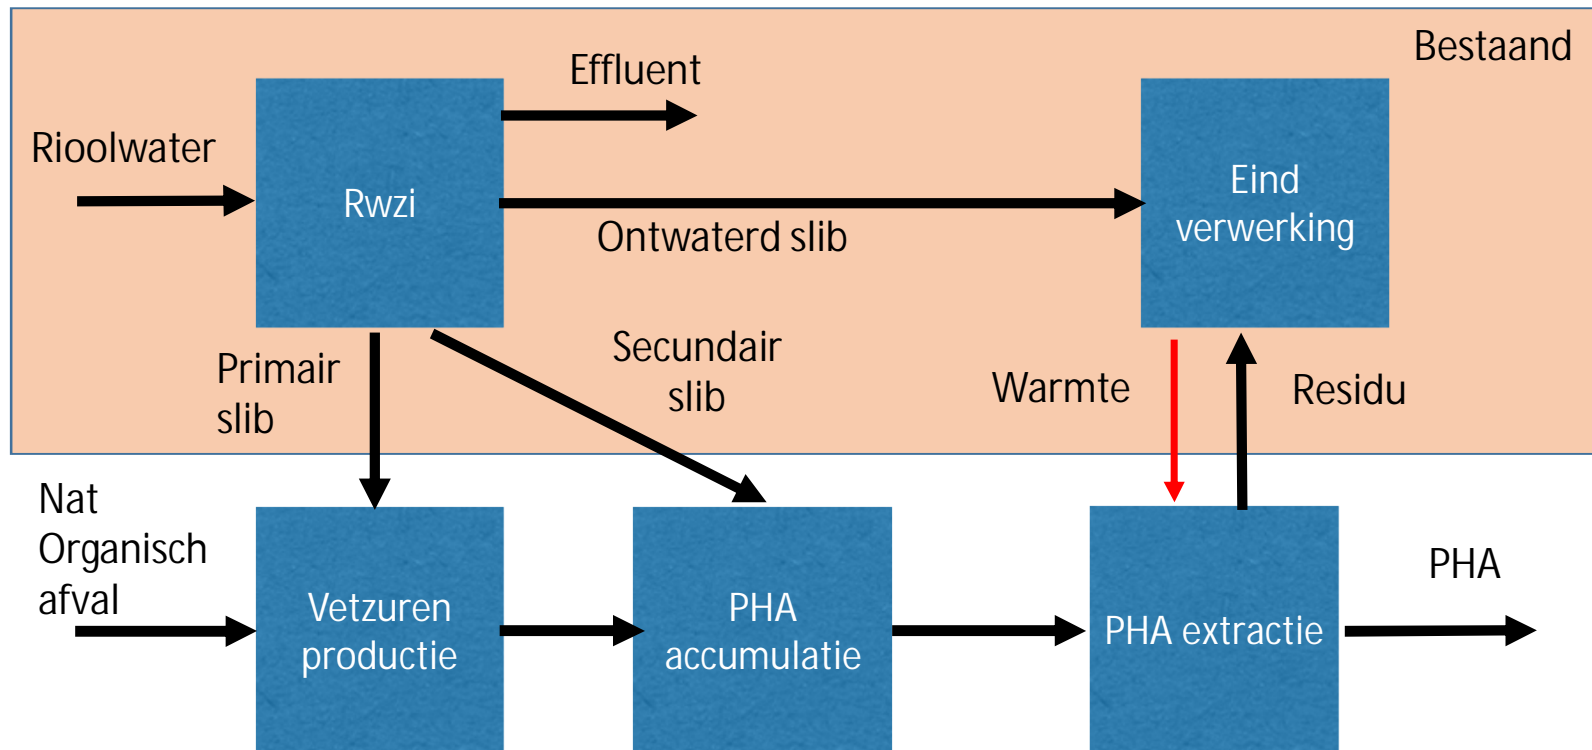 Bestaand
Effluent
Rioolwater
Rwzi
Eind
verwerking
Ontwaterd slib
Primair
slib
Secundair
slib
Warmte
Residu
Nat
Organisch
afval
Vetzuren
productie
PHA
accumulatie
PHA extractie
PHA